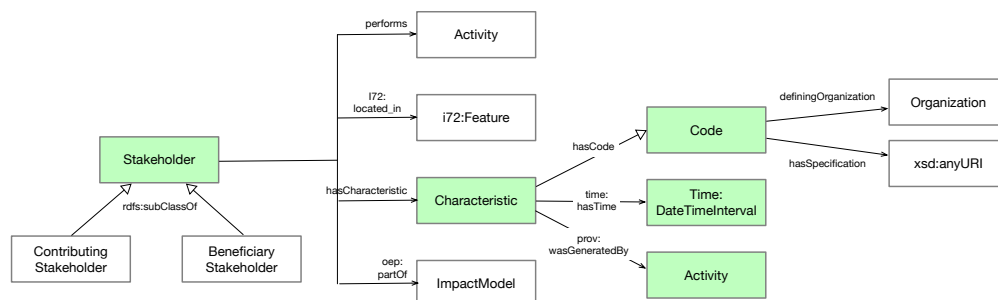 performs
Activity
I72:
located_in
i72:Feature
definingOrganization
Organization
Code
hasCode
hasSpecification
xsd:anyURI
Stakeholder
hasCharacteristic
Characteristic
time:
hasTime
Time:
DateTimeInterval
rdfs:subClassOf
prov:
wasGeneratedBy
Contributing
Stakeholder
Beneficiary
Stakeholder
oep:
partOf
ImpactModel
Activity